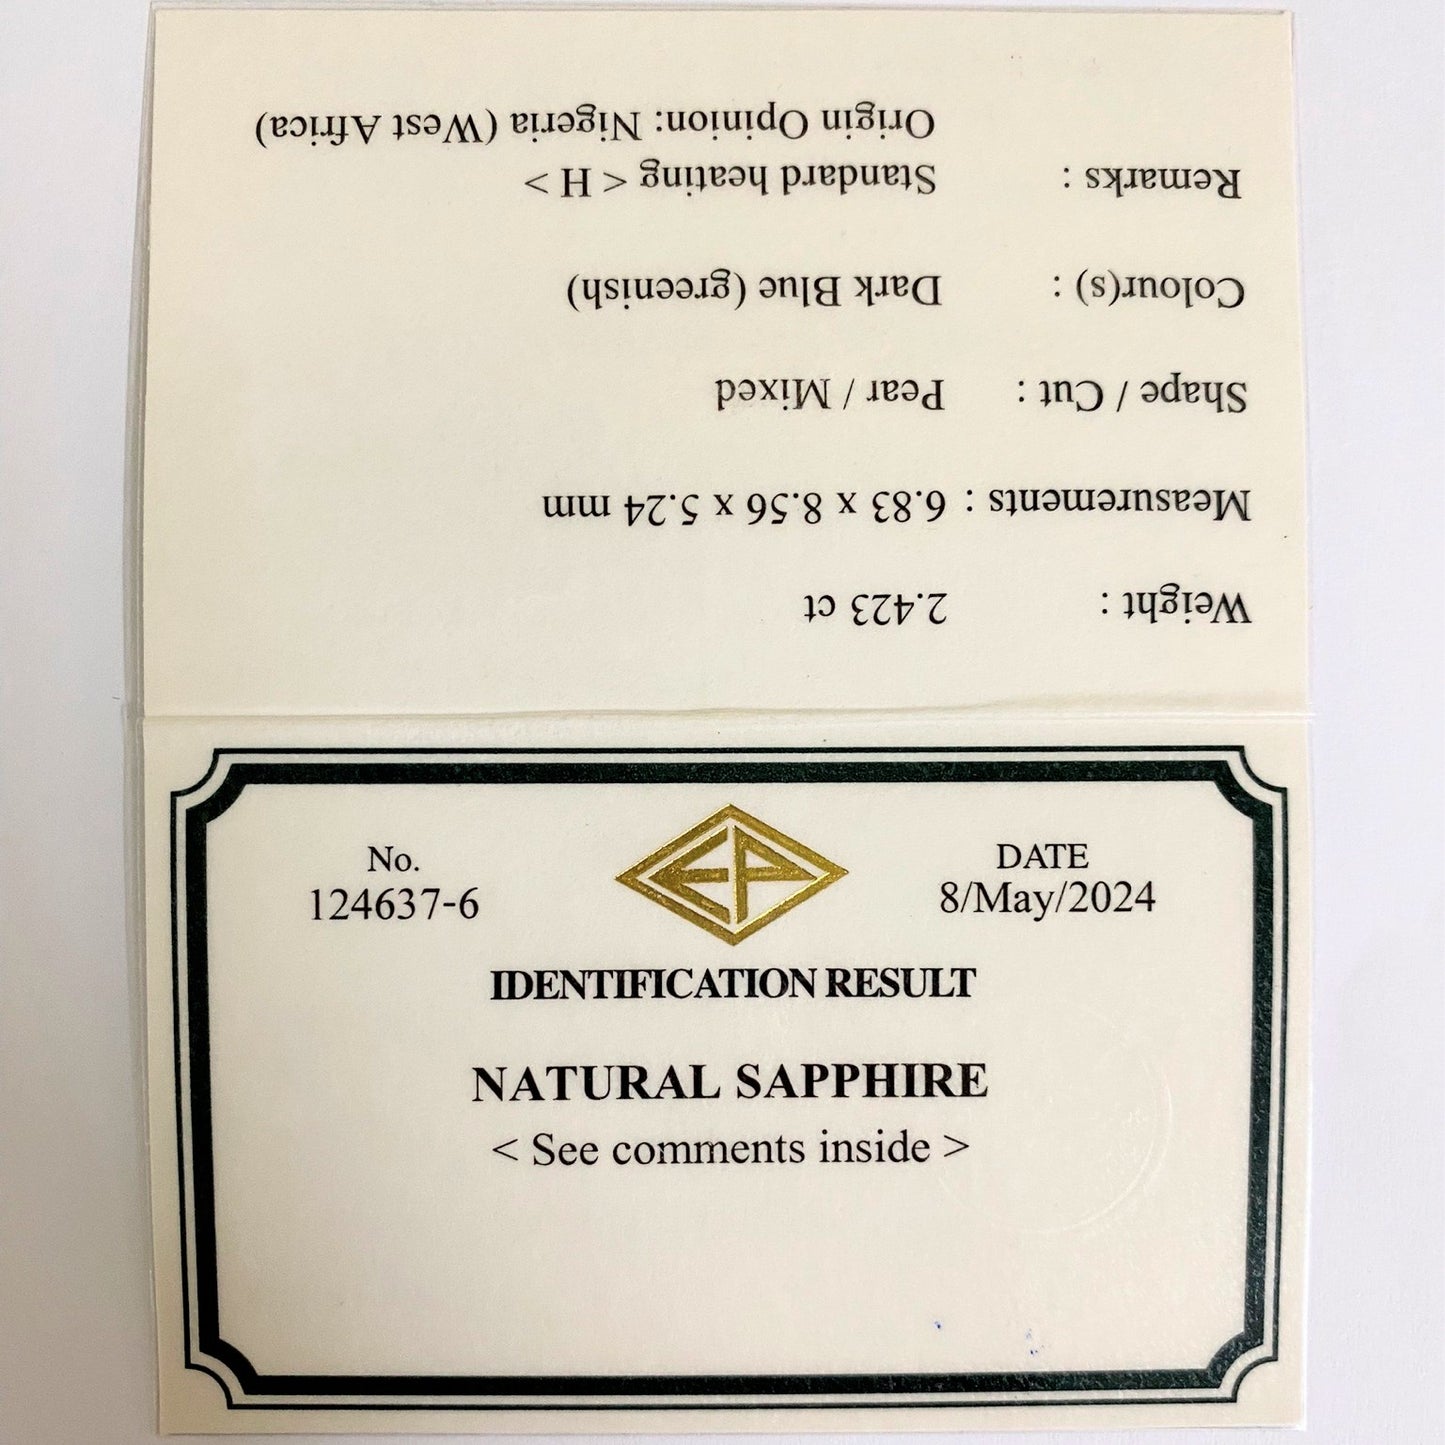 Weight : 2.423 ct
Measurements : 6.83 x 8.56 x 5.24 mm
Shape / Cut : Pear / Mixed
Colour(s) : Dark Blue (greenish)
Remarks : Standard heating < H >
Origin Opinion: Nigeria (West Africa)
No.
124637-6
EP
DATE
8/May/2024
IDENTIFICATION RESULT
NATURAL SAPPHIRE
< See comments inside >